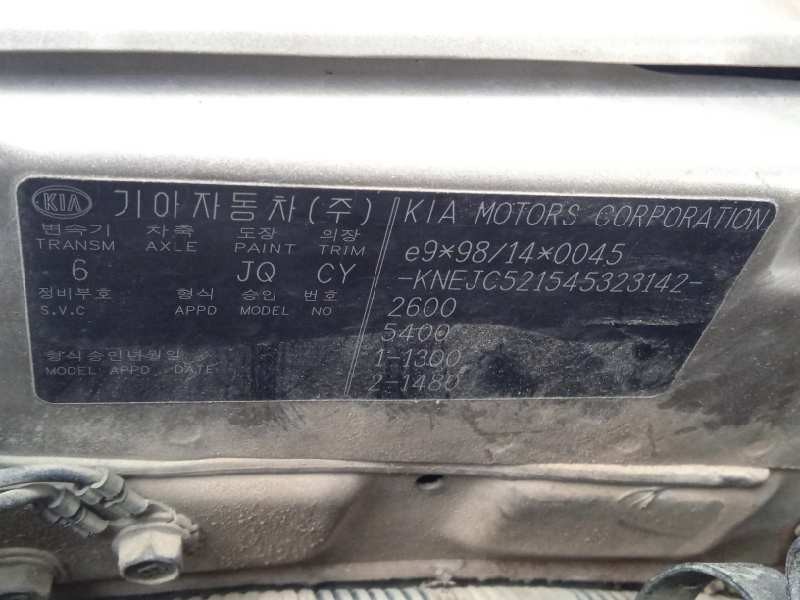 KIA 기아자동차(주) KIA MOTORS CORPORATION
변속기 차축 도장 의장
TRANSM AXLE PAINT TRIM
e9*98/14*0045
6 JQ CY
-KNEJC521545323142-
정비부호 형식 승인 번호
S.V.C APPD MODEL NO
2600
5400
형식승인년월일
MODEL APPD. DATE
1-1300
2-1480